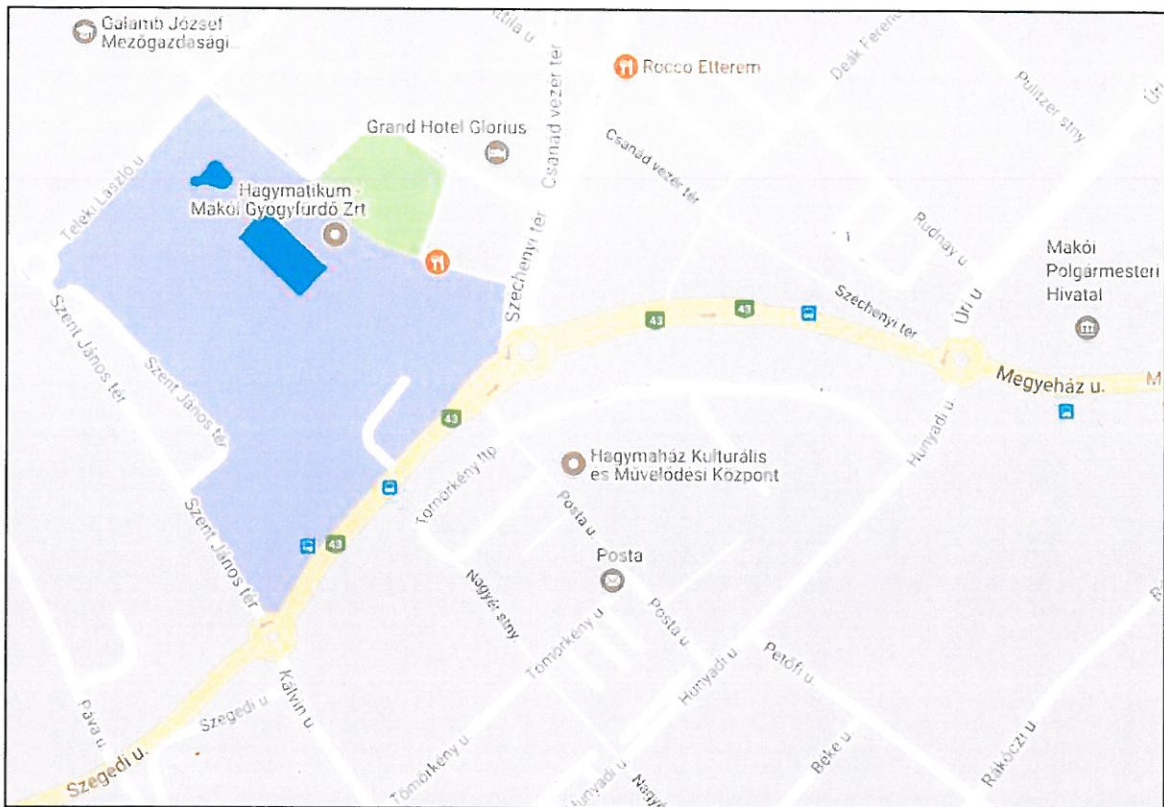 Galamb József
Mezőgazdasági...
Rocco Etterem
Deák Ferenc
Pulitzer stny
Úri
Csanád vezér tér
Grand Hotel Glorius
Csanád vezér tér
Teleki László u
Hagymatikum -
Makói Gyógyfürdő Zrt
Rudnay u
Makói
Polgármesteri
Hivatal
Széchenyi tér
Széchenyi tér
Úri u
43
43
Megyeház u.
M
Szent János tér
Szent János tér
43
Hunyadi u
Tömörkény ltp
Hagymaház Kulturális
és Művelődési Központ
Szent János tér
Posta u
43
Posta
Nagyér stny.
Posta u
Tömörkény u
Hunyadi u
Petőfi u
Kálvin u
Szegedi u
Páva u
Szegedi u.
Tömörkény u
Hunyadi u
Nagyé
Béke u
Rákóczi u